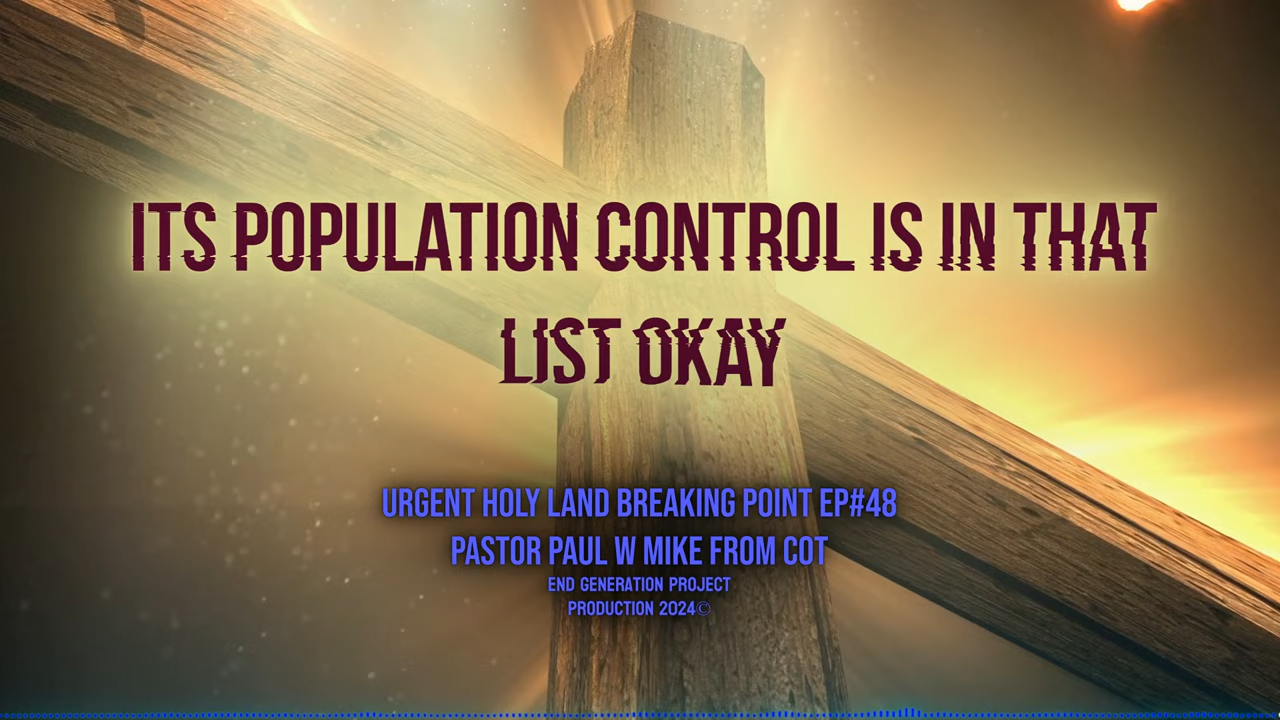 ITS POPULATION CONTROL IS IN THAT
LIST OKAY
URGENT HOLY LAND BREAKING POINT EP#48
PASTOR PAUL W MIKE FROM COT
END GENERATION PROJECT
PRODUCTION 2024©